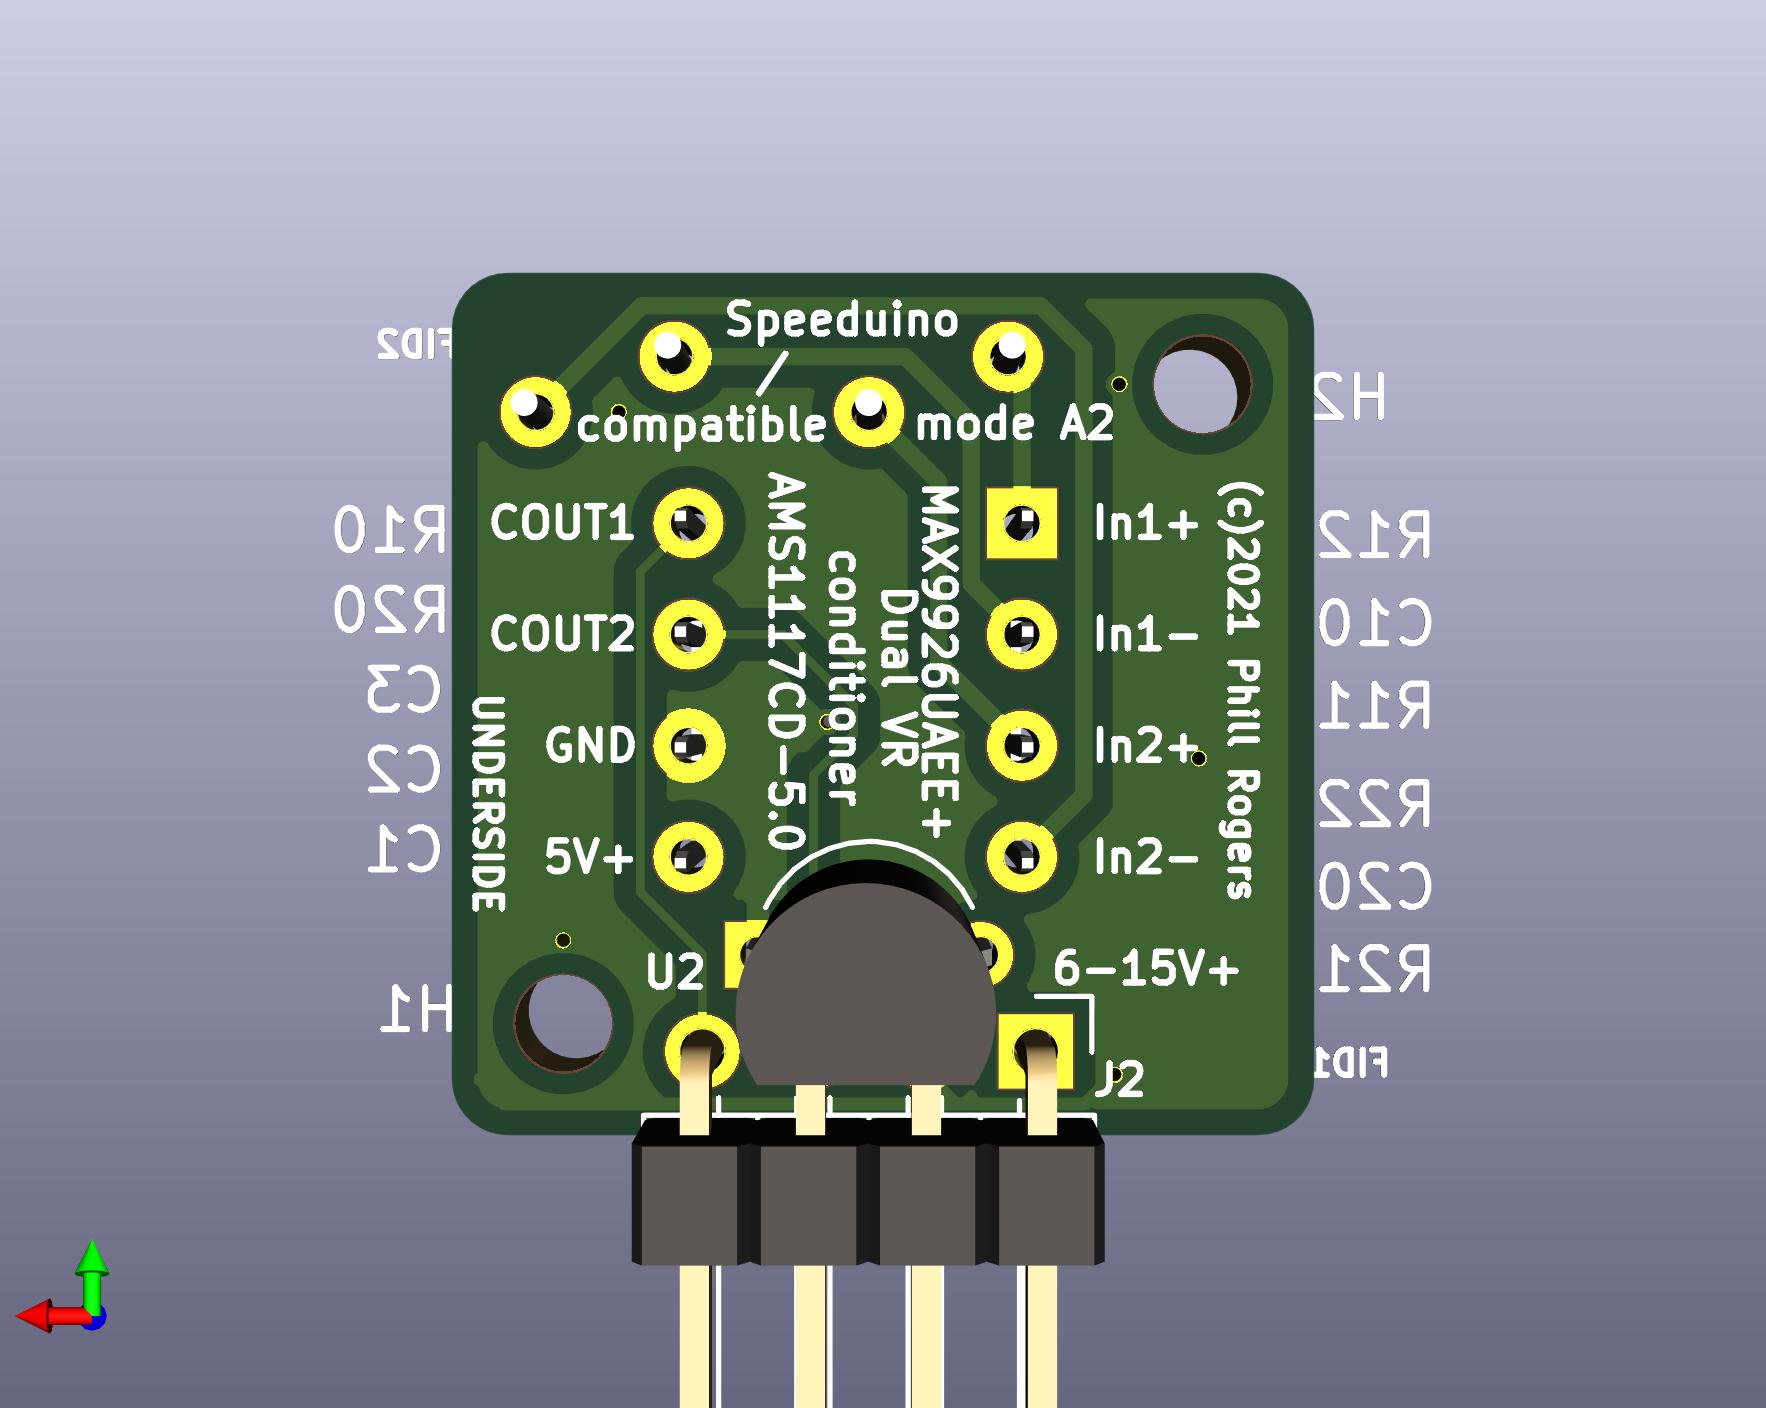 Speeduino
/
compatible mode A2
FID2
H2
R10
R20
C3
C2
C1
H1
COUT1
COUT2
GND
5V+
UNDERSIDE
AMS1117CD-5.0
conditioner
Dual VR
MAX9926UAEE+
In1+
In1-
In2+
In2-
(c)2021 Phill Rogers
R12
C10
R11
R22
C20
R21
U2
6-15V+
J2
FID1